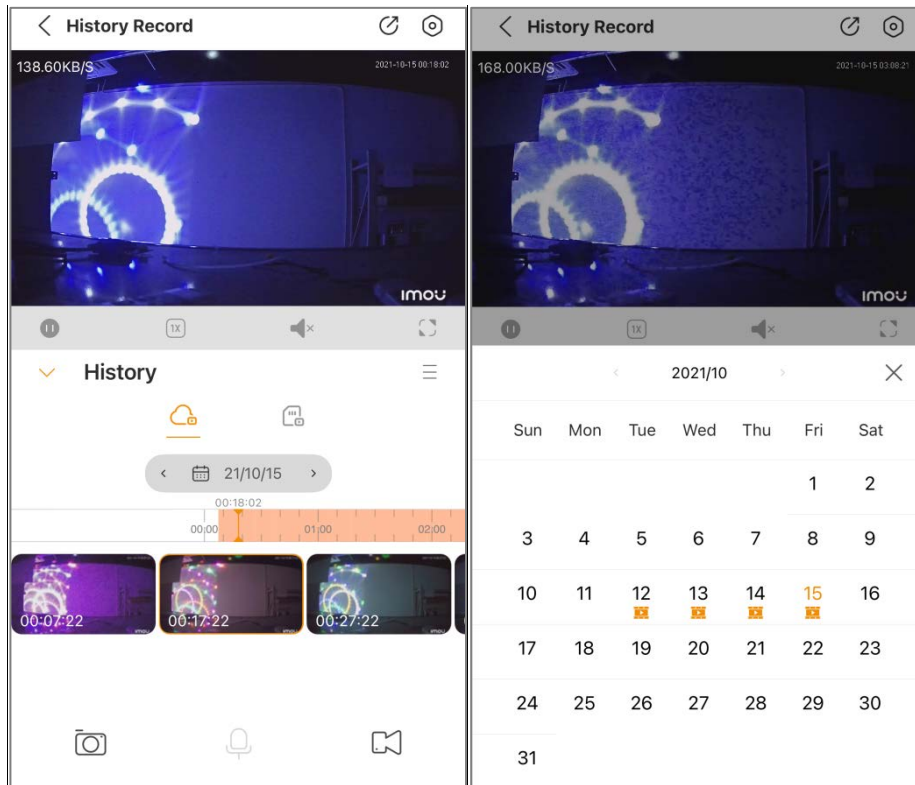 History Record
138.60KB/S
2021-10-15 00:18:02
imou
1X
History
21/10/15
00:18:02
00:00
01:00
02:00
00:07:22
00:17:22
00:27:22
History Record
168.00KB/S
2021-10-15 03:08:21
imou
1X
2021/10
Sun Mon Tue Wed Thu Fri Sat
1 2
3 4 5 6 7 8 9
10 11 12 13 14 15 16
17 18 19 20 21 22 23
24 25 26 27 28 29 30
31